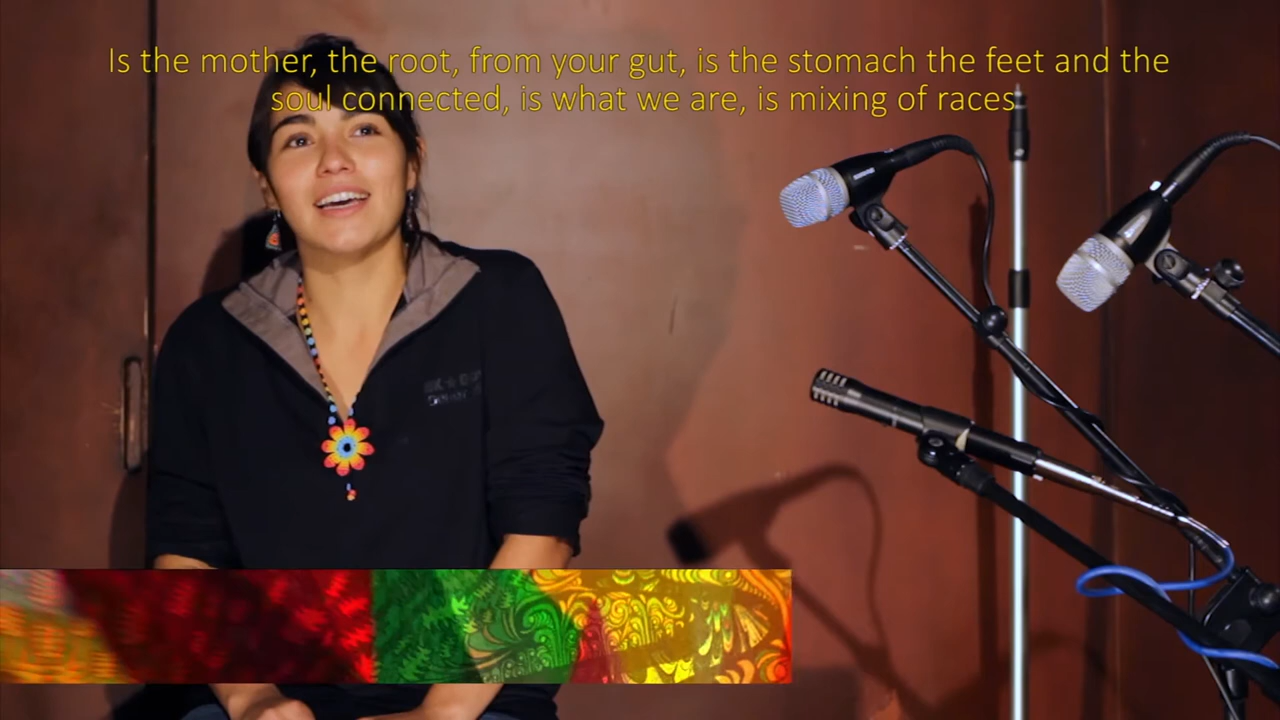 Is the mother, the root, from your gut, is the stomach the feet and the
soul connected, is what we are, is mixing of races